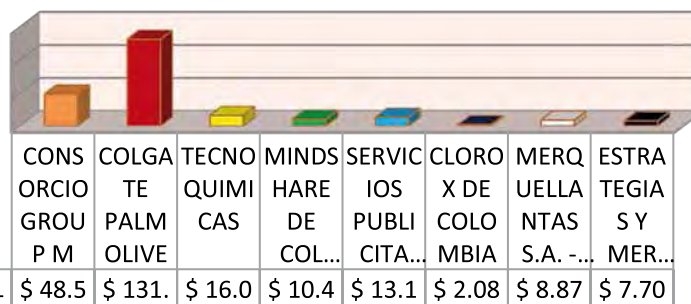 CONS COLGA TECNO MINDS SERVIC CLORO MERQ ESTRA
ORCIO TE QUIMI HARE IOS X DE UELLA TEGIA
GROU PALM CAS DE PUBLI COLO NTAS S Y
P M OLIVE COL... CITA... MBIA S.A. -... MER...
$ 48.5 $ 131. $ 16.0 $ 10.4 $ 13.1 $ 2.08 $ 8.87 $ 7.70